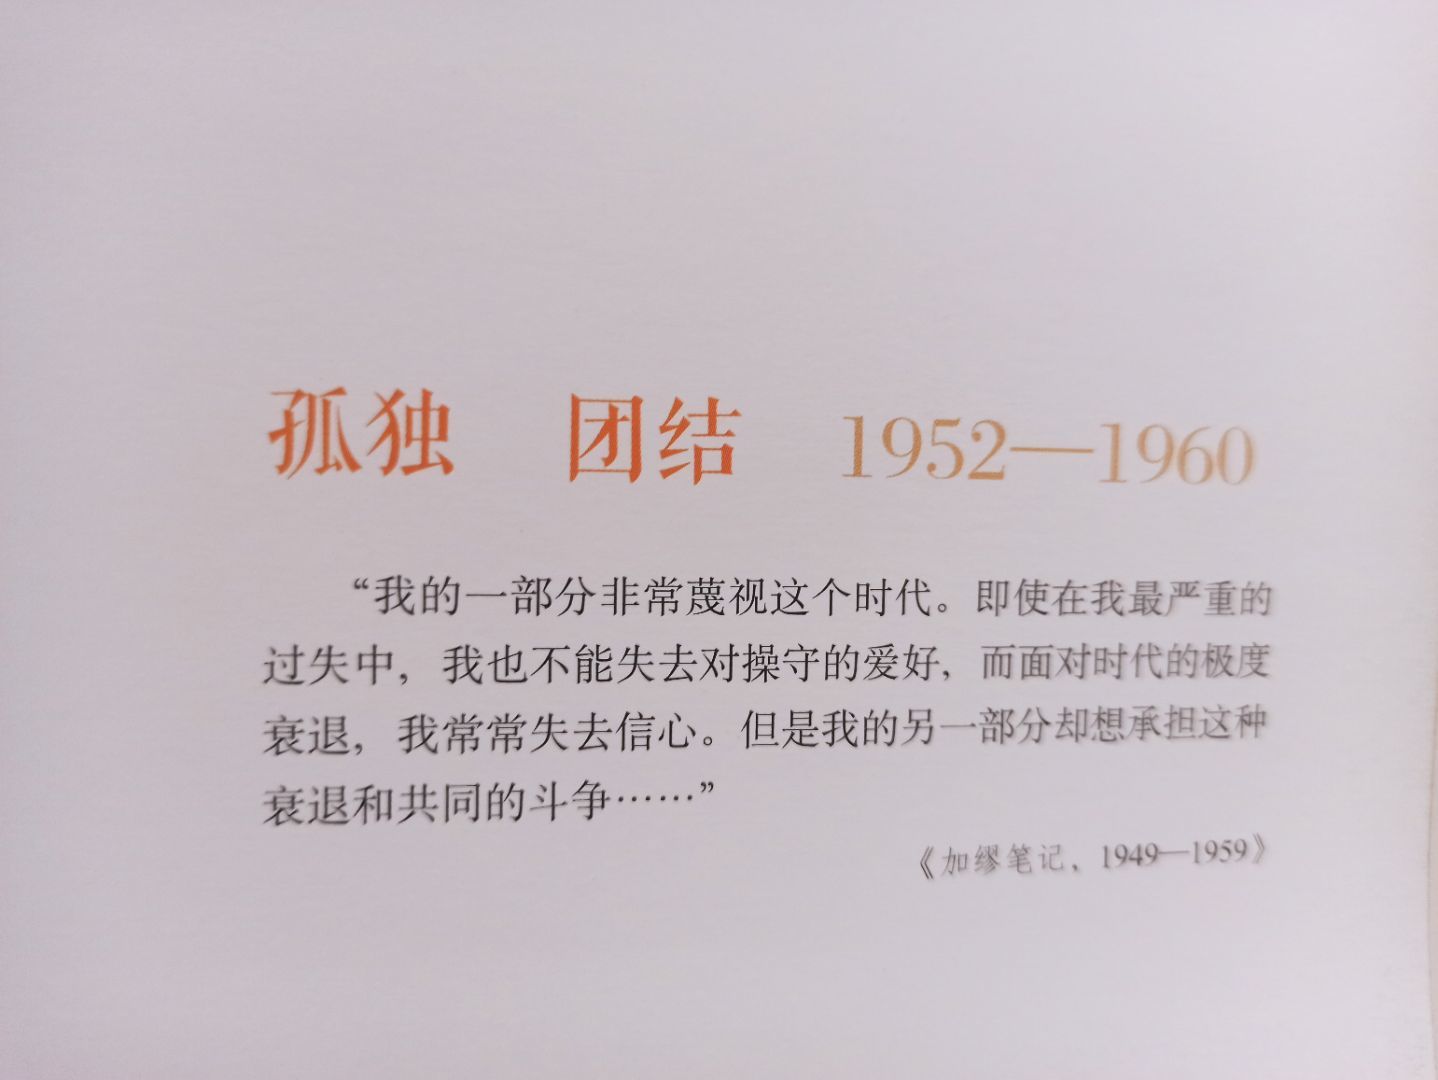 孤独 团结 1952—1960
“我的一部分非常蔑视这个时代。即使在我最严重的
过失中，我也不能失去对操守的爱好，而面对时代的极度
衰退，我常常失去信心。但是我的另一部分却想承担这种
衰退和共同的斗争……”
《加缪笔记，1949—1959》